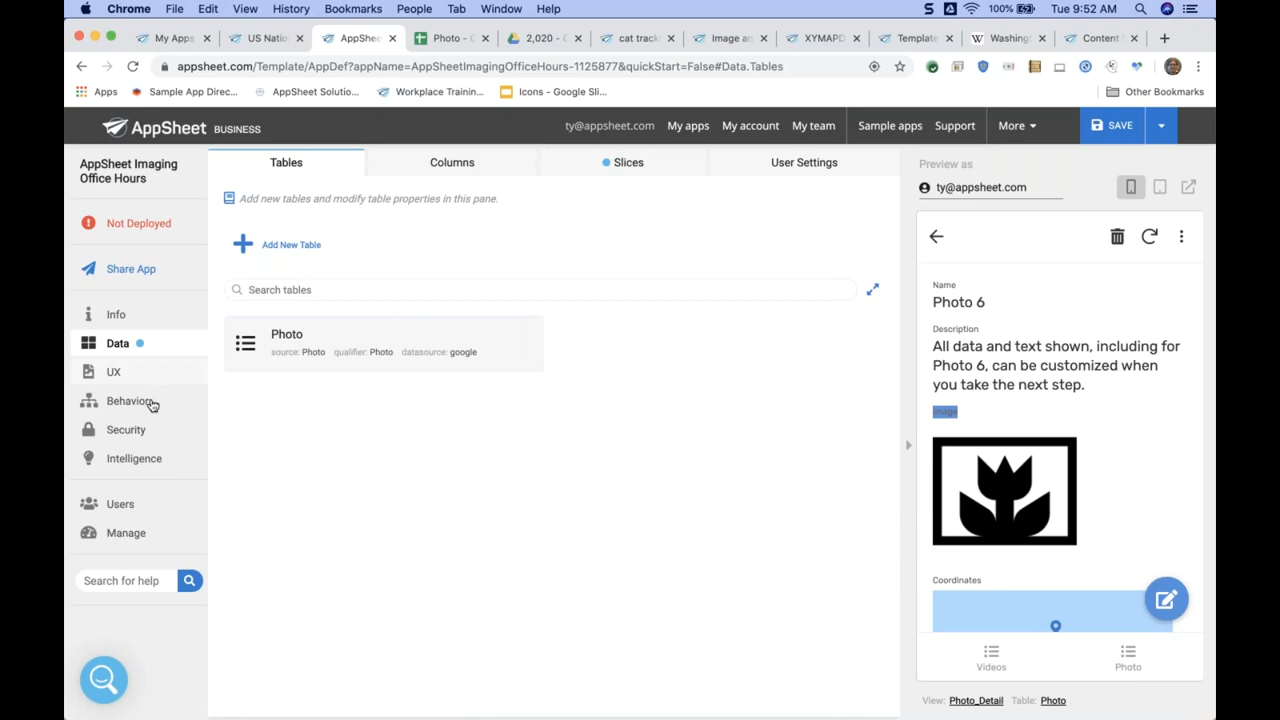 Chrome File Edit View History Bookmarks People Tab Window Help 100% Tue 9:52 AM
My Apps US Natio AppShee Photo - G 2,020 - G cat track Image an XYMAPD Template Washing Content
appsheet.com/Template/AppDef?appName=AppSheetImagingOfficeHours-1125877&quickStart=False#Data.Tables
Apps Sample App Direc... AppSheet Solutio... Workplace Trainin... Icons - Google Sli... Other Bookmarks
AppSheet BUSINESS ty@appsheet.com My apps My account My team Sample apps Support More SAVE
AppSheet Imaging
Office Hours
Not Deployed
Share App
Info
Data
UX
Behavior
Security
Intelligence
Users
Manage
Search for help
Tables Columns Slices User Settings
Add new tables and modify table properties in this pane.
Add New Table
Search tables
Photo
source: Photo qualifier: Photo datasource: google
Preview as
ty@appsheet.com
Name
Photo 6
Description
All data and text shown, including for
Photo 6, can be customized when
you take the next step.
Image
Coordinates
Videos Photo
View: Photo_Detail Table: Photo